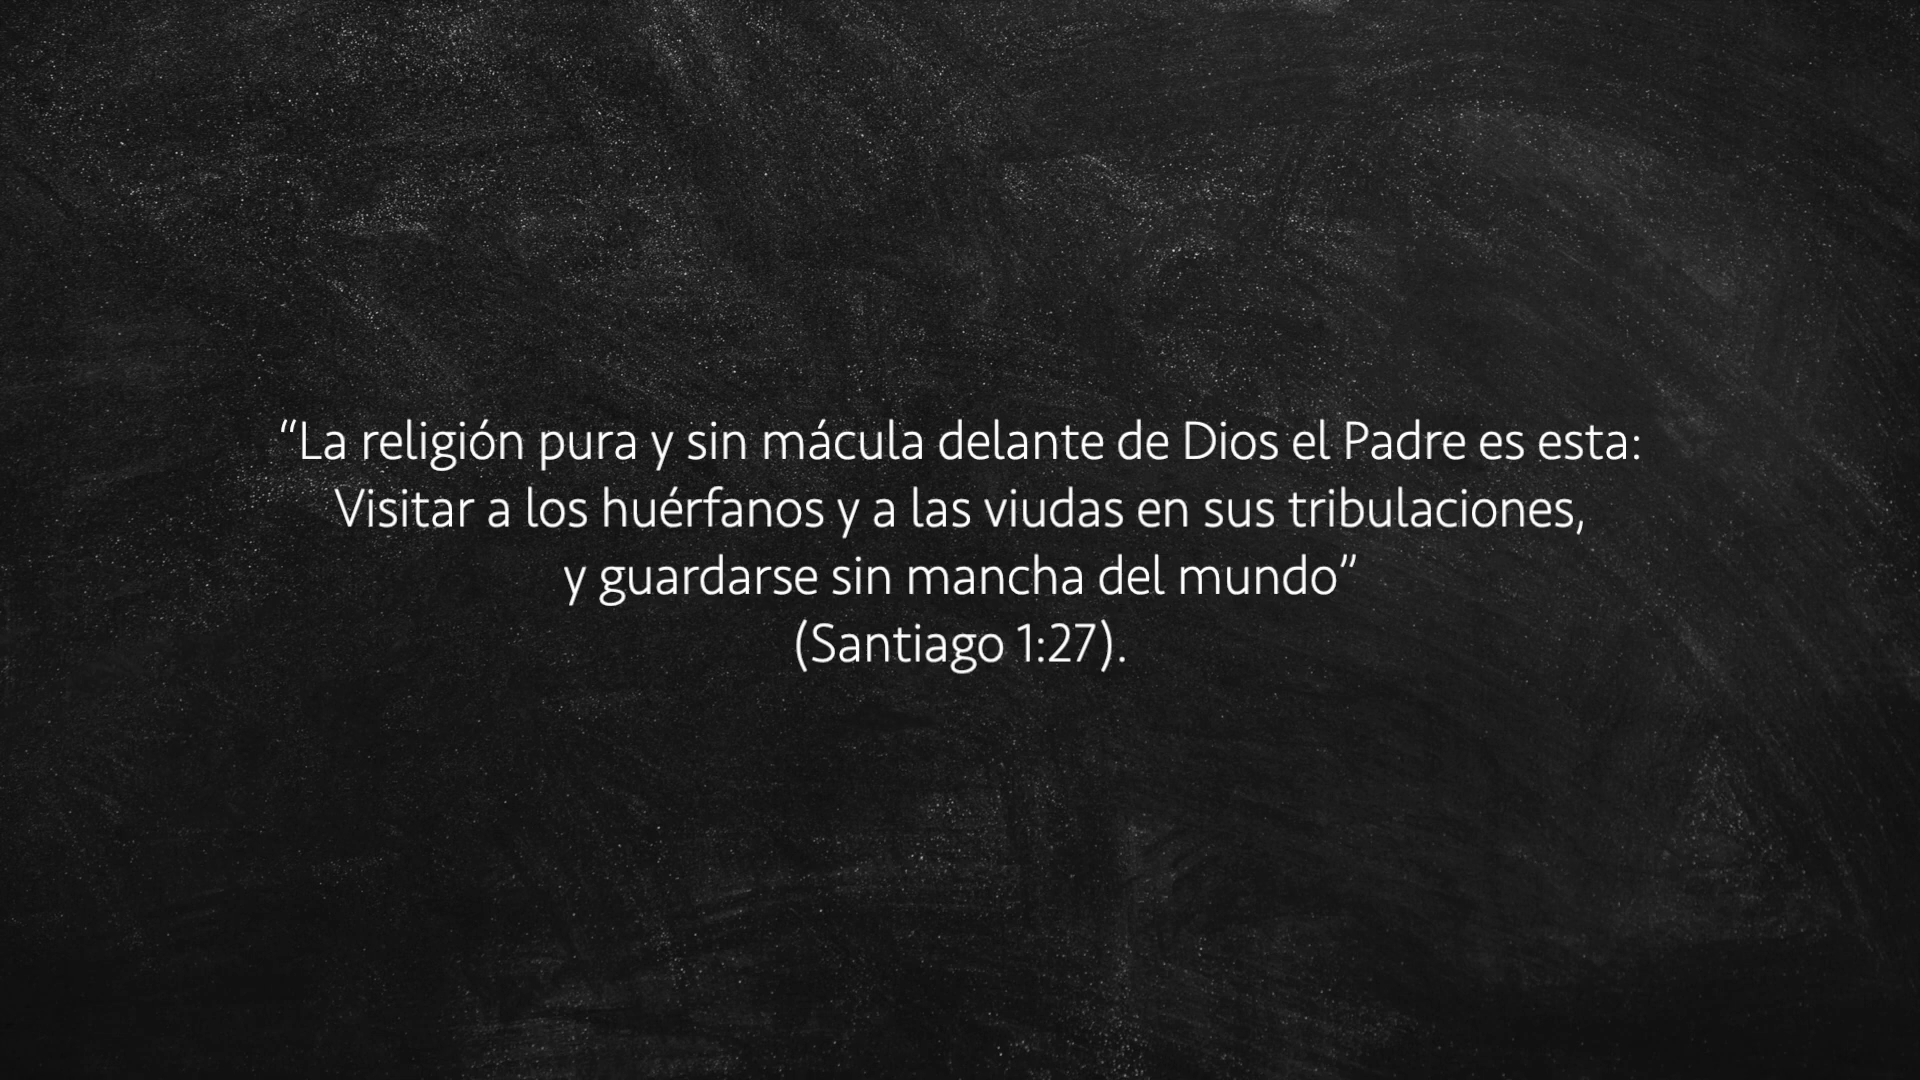 “La religión pura y sin mácula delante de Dios el Padre es esta:
Visitar a los huérfanos y a las viudas en sus tribulaciones,
y guardarse sin mancha del mundo”
(Santiago 1:27).